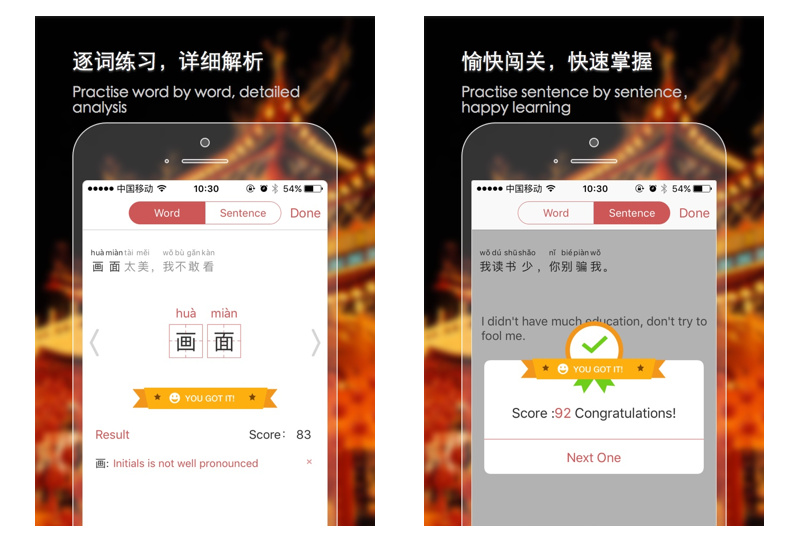 逐词练习，详细解析
Practise word by word, detailed
analysis
中国移动 10:30 54%
Word Sentence Done
huà miàn tài měi wǒ bù gǎn kàn
画 面 太 美，我 不 敢 看
huà miàn
画 面
YOU GOT IT!
Result Score： 83
画: Initials is not well pronounced ×
愉快闯关，快速掌握
Practise sentence by sentence,
happy learning
中国移动 10:30 54%
Word Sentence Done
wǒ dú shū shǎo nǐ bié piàn wǒ
我 读 书 少 ，你 别 骗 我。
I didn't have much education, don't try to
fool me.
YOU GOT IT!
Score :92 Congratulations!
Next One